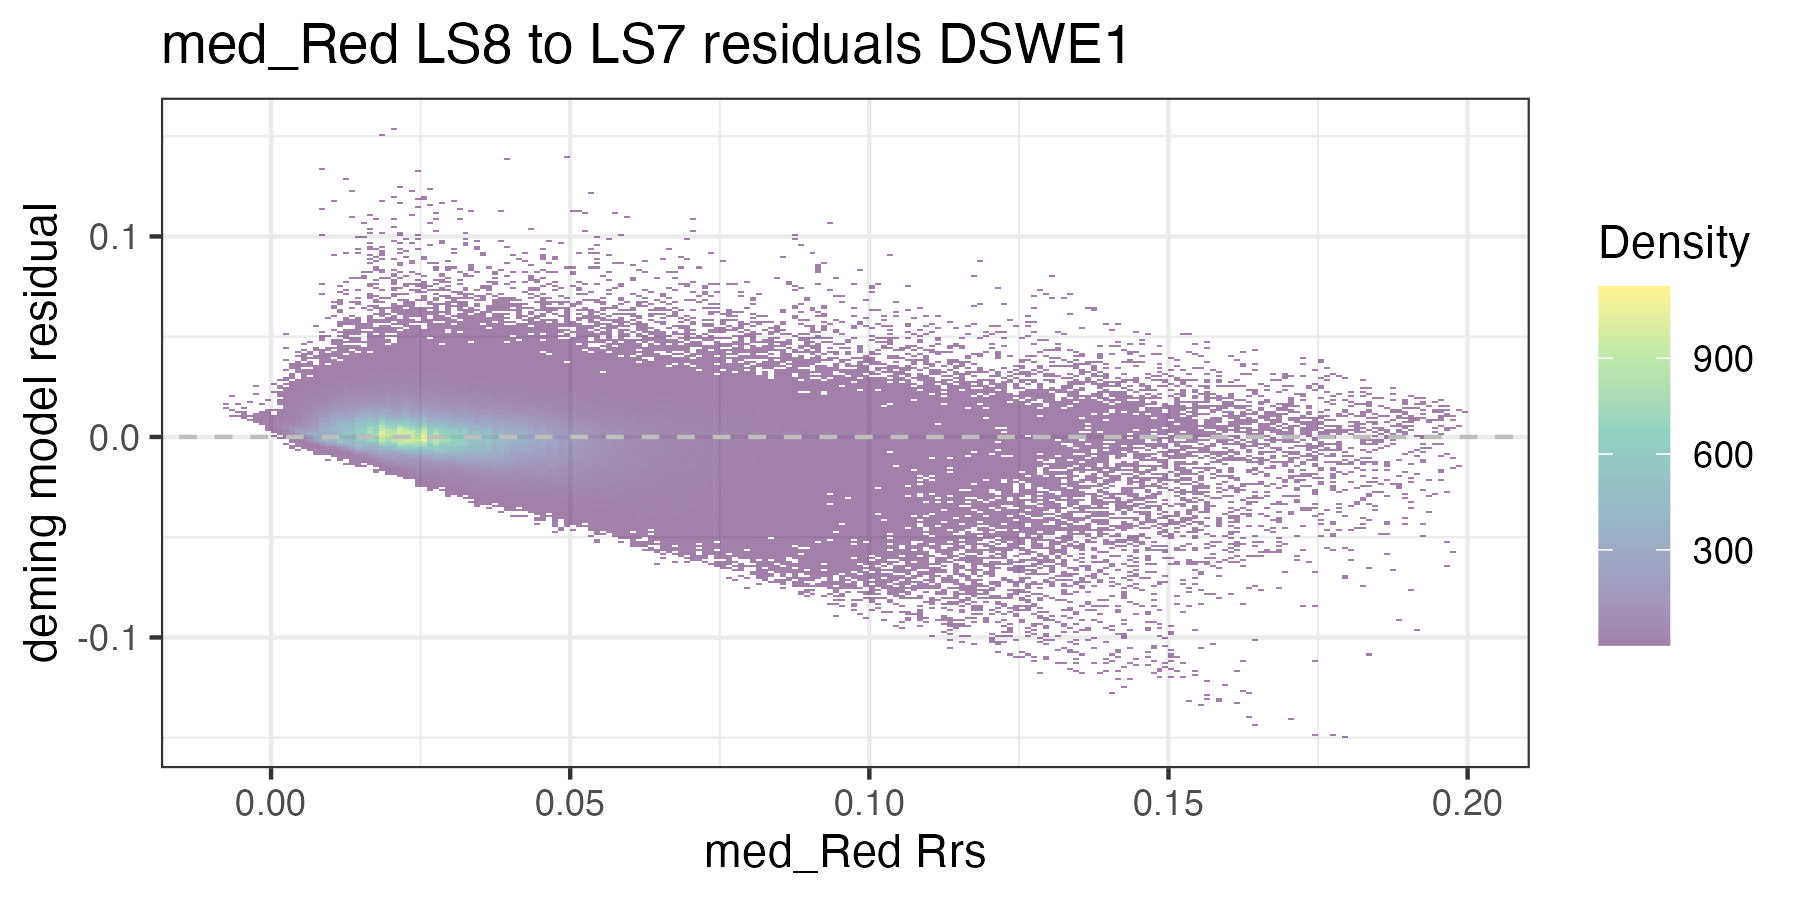 med_Red LS8 to LS7 residuals DSWE1
deming model residual
0.1
0.0
-0.1
0.00
0.05
0.10
0.15
0.20
med_Red Rrs
Density
900
600
300